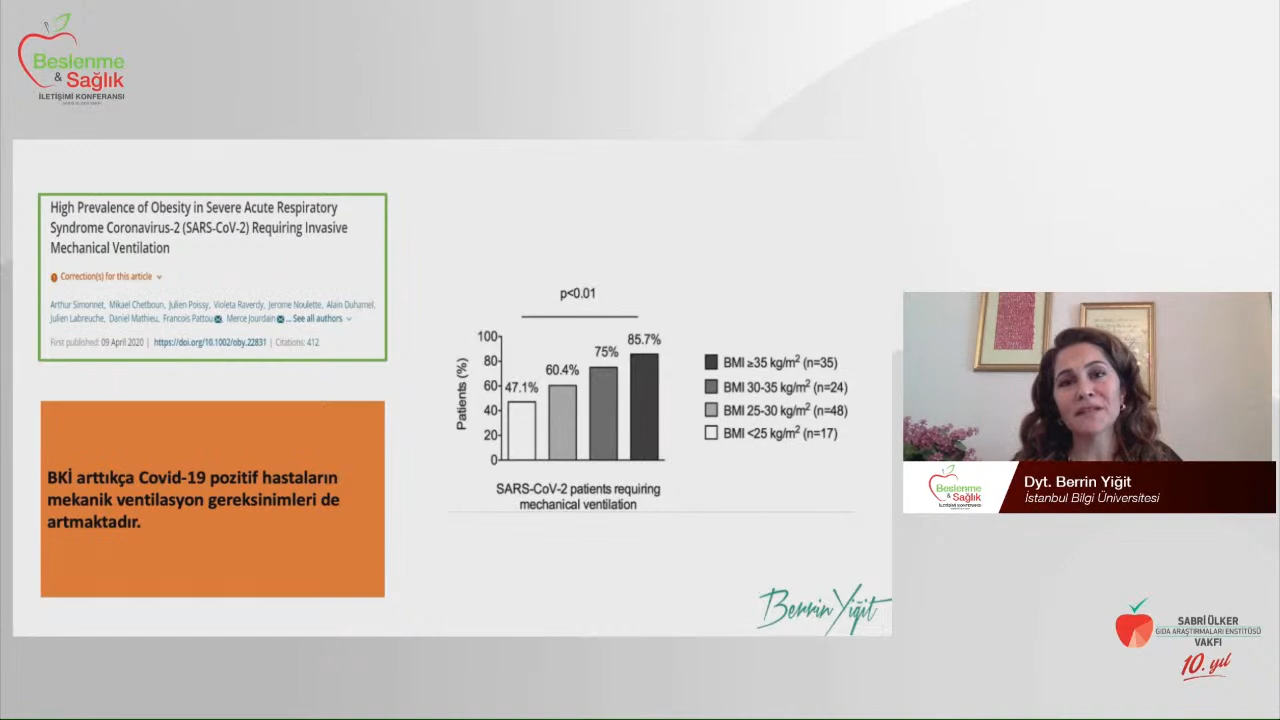 Beslenme
& Sağlık
İLETİŞİMİ KONFERANSI
High Prevalence of Obesity in Severe Acute Respiratory
Syndrome Coronavirus-2 (SARS-CoV-2) Requiring Invasive
Mechanical Ventilation
Correction(s) for this article
Arthur Simonnet, Mikael Chetboun, Julien Poissy, Violeta Raverdy, Jerome Noulette, Alain Duhamel,
Julien Labreuche, Daniel Mathieu, Francois Pattou, Merce Jourdain ... See all authors
First published: 09 April 2020 | https://doi.org/10.1002/oby.22831 | Citations: 412
BKİ arttıkça Covid-19 pozitif hastaların
mekanik ventilasyon gereksinimleri de
artmaktadır.
p<0.01
Patients (%)
100
80
60
40
20
0
47.1%
60.4%
75%
85.7%
SARS-CoV-2 patients requiring
mechanical ventilation
BMI ≥35 kg/m² (n=35)
BMI 30-35 kg/m² (n=24)
BMI 25-30 kg/m² (n=48)
BMI <25 kg/m² (n=17)
Berrin Yiğit
Beslenme
& Sağlık
İLETİŞİMİ KONFERANSI
Dyt. Berrin Yiğit
İstanbul Bilgi Üniversitesi
SABRİ ÜLKER
GIDA ARAŞTIRMALARI ENSTİTÜSÜ
VAKFI
10. yıl